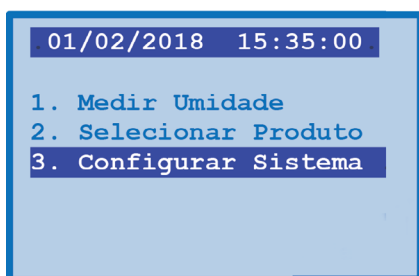 01/02/2018 15:35:00
1. Medir Umidade
2. Selecionar Produto
3. Configurar Sistema